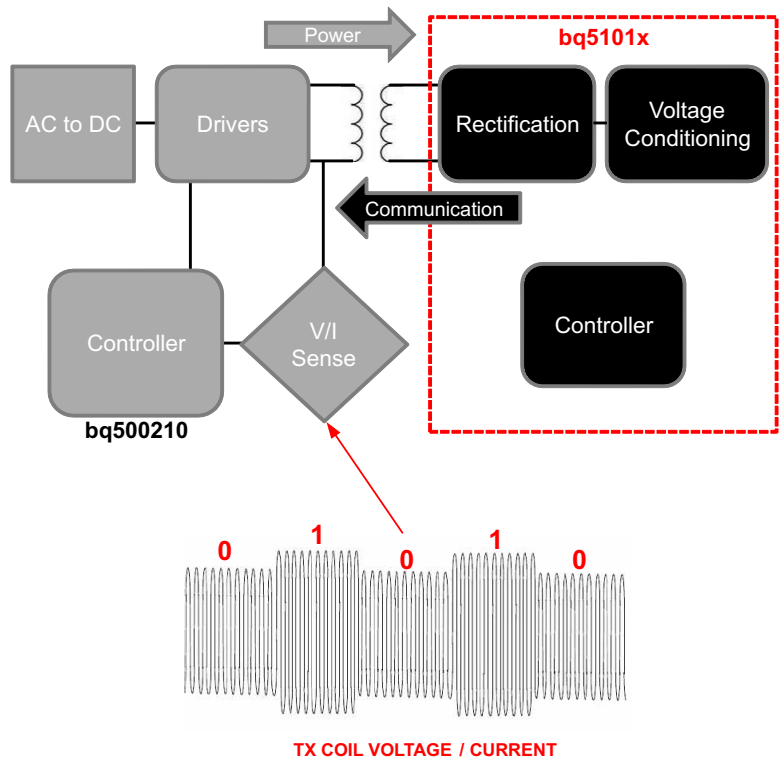 Power
bq5101x
AC to DC
Drivers
Rectification
Voltage
Conditioning
Communication
Controller
V/I
Sense
Controller
bq500210
0
1
0
1
0
TX COIL VOLTAGE / CURRENT